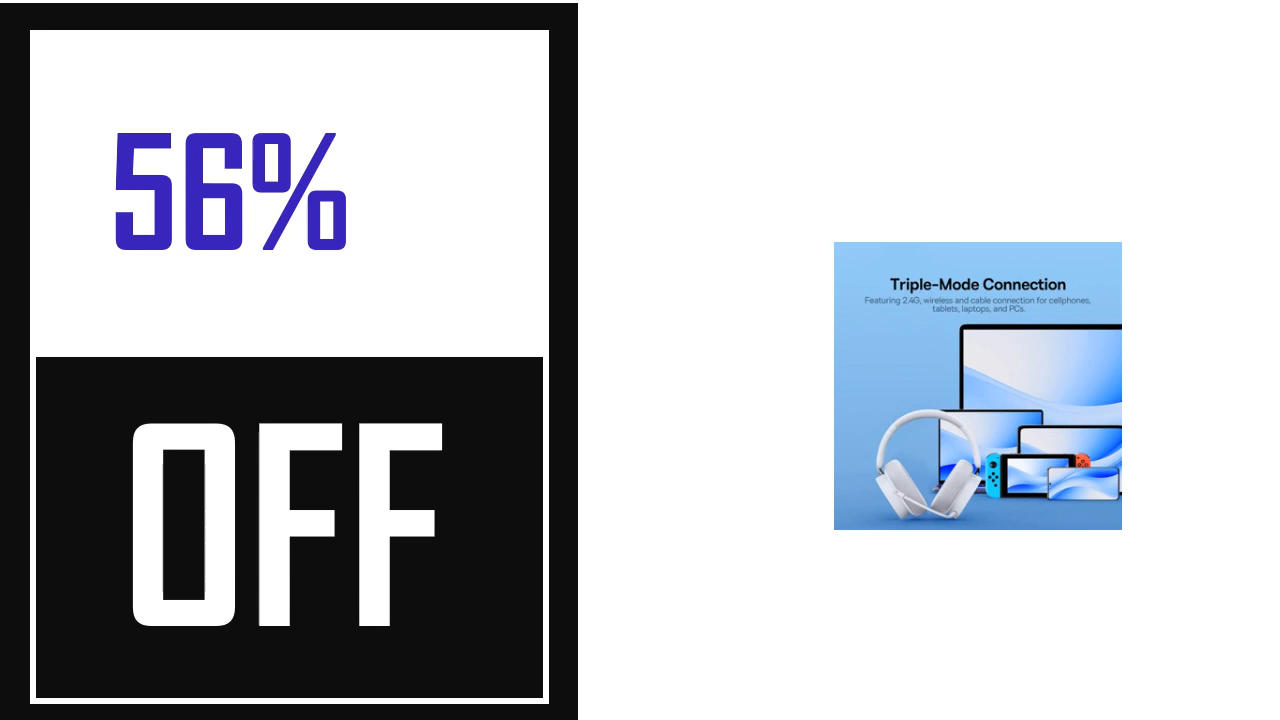 56%
OFF
Triple-Mode Connection
Featuring 2.4G, wireless and cable connection for cellphones,
tablets, laptops, and PCs.